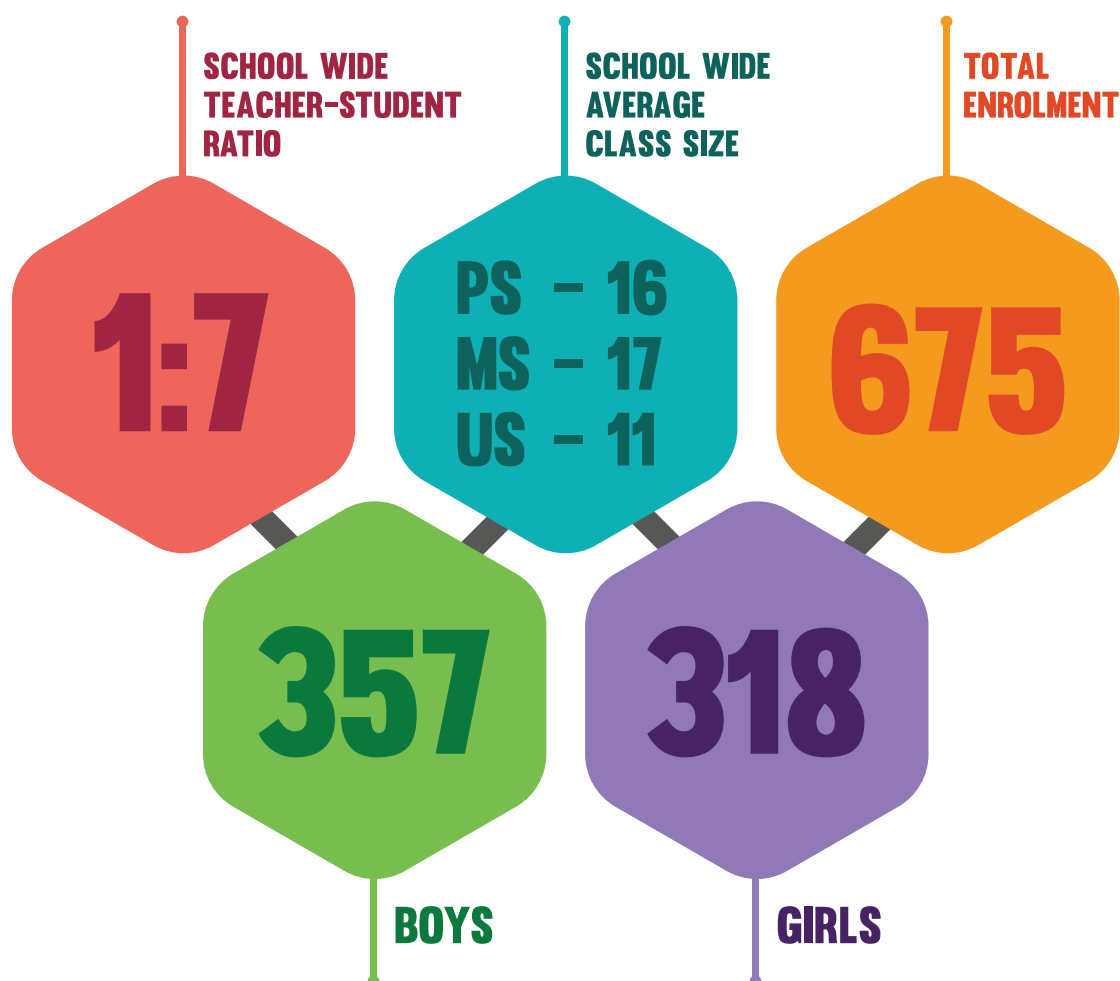 SCHOOL WIDE
TEACHER-STUDENT
RATIO
1:7
SCHOOL WIDE
AVERAGE
CLASS SIZE
PS - 16
MS - 17
US - 11
TOTAL
ENROLMENT
675
357
BOYS
318
GIRLS